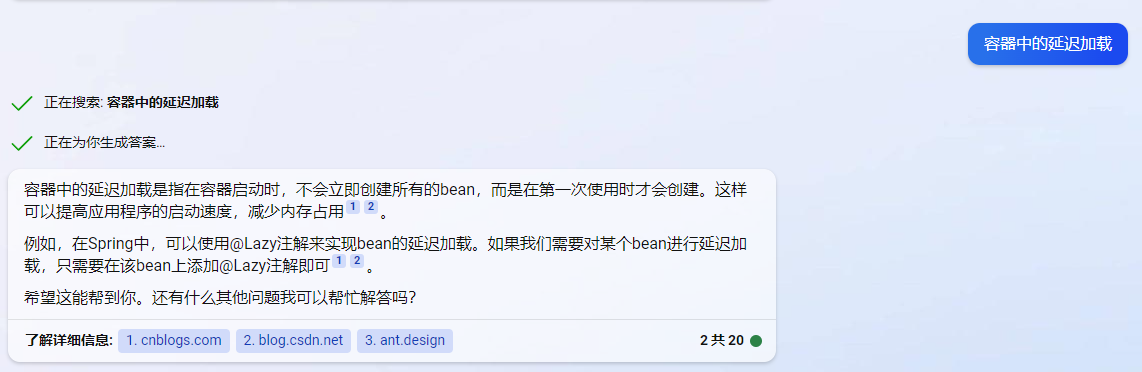 容器中的延迟加载
正在搜索: 容器中的延迟加载
正在为你生成答案...
容器中的延迟加载是指在容器启动时，不会立即创建所有的bean，而是在第一次使用时才会创建。这样
可以提高应用程序的启动速度，减少内存占用1 2。
例如，在Spring中，可以使用@Lazy注解来实现bean的延迟加载。如果我们需要对某个bean进行延迟加
载，只需要在该bean上添加@Lazy注解即可1 2。
希望这能帮到你。还有什么其他问题我可以帮忙解答吗？
了解详细信息: 1. cnblogs.com 2. blog.csdn.net 3. ant.design 2 共 20